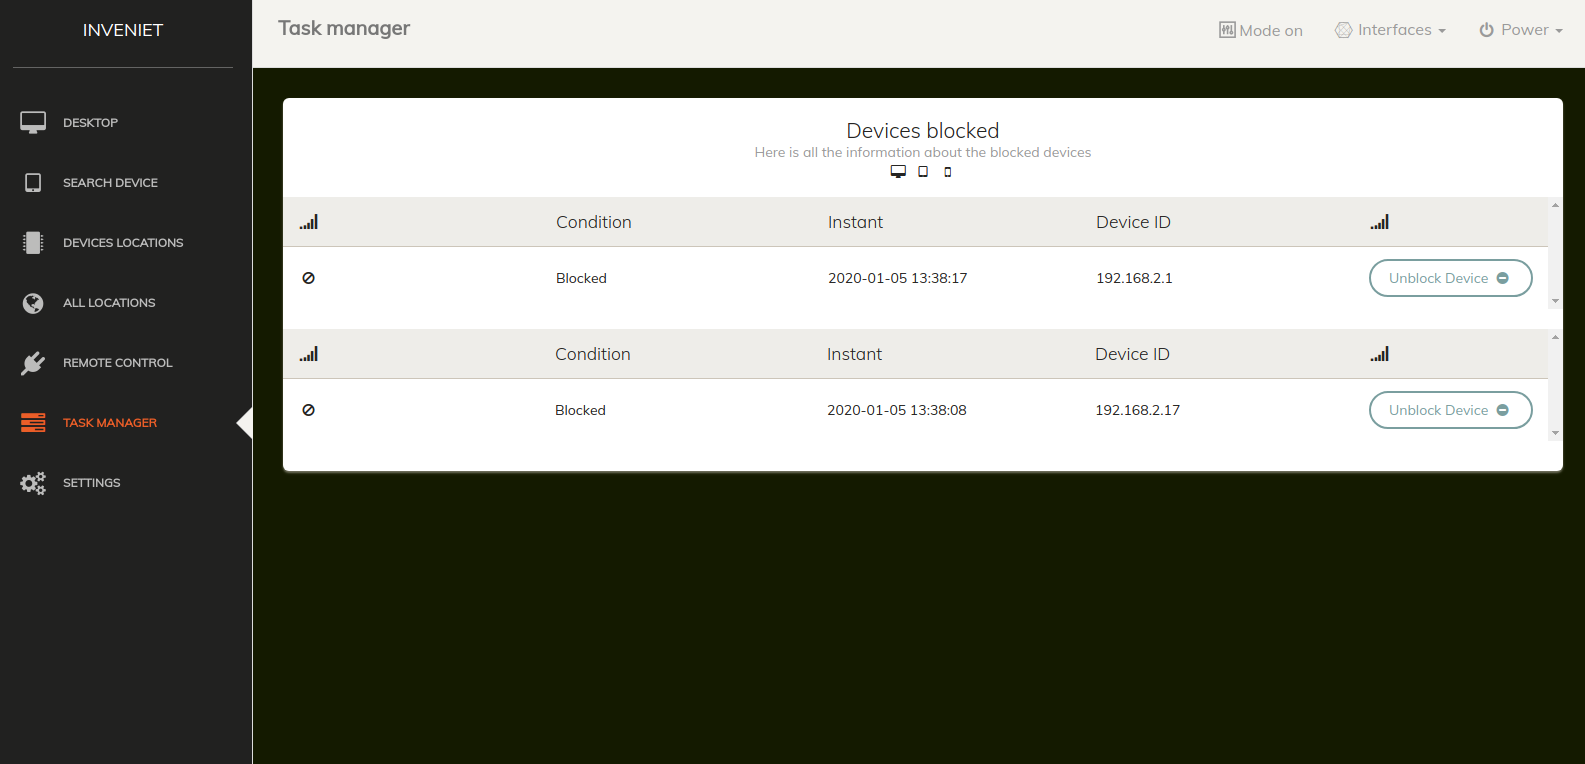 INVENIET
Task manager
Mode on
Interfaces
Power
DESKTOP
SEARCH DEVICE
DEVICES LOCATIONS
ALL LOCATIONS
REMOTE CONTROL
TASK MANAGER
SETTINGS
Devices blocked
Here is all the information about the blocked devices
Condition Instant Device ID
Blocked 2020-01-05 13:38:17 192.168.2.1 Unblock Device
Condition Instant Device ID
Blocked 2020-01-05 13:38:08 192.168.2.17 Unblock Device